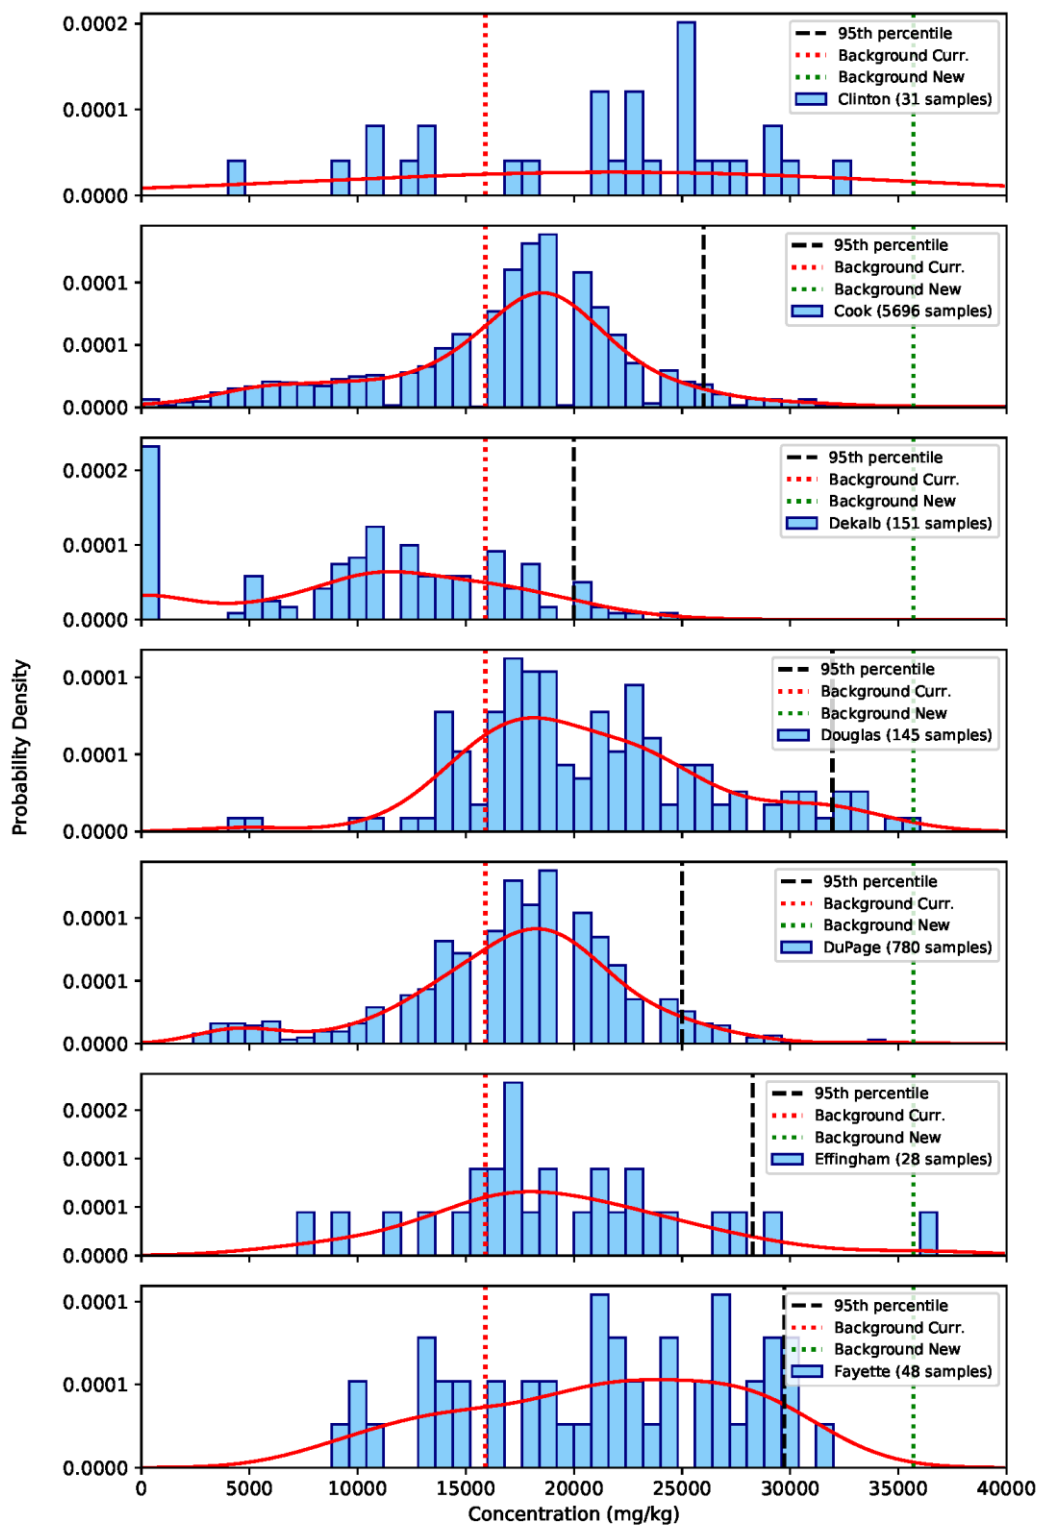 0.0002
0.0001
0.0000
95th percentile
Background Curr.
Background New
Clinton (31 samples)
0.0001
0.0001
0.0000
95th percentile
Background Curr.
Background New
Cook (5696 samples)
0.0002
0.0001
0.0000
95th percentile
Background Curr.
Background New
Dekalb (151 samples)
Probability Density
0.0001
0.0001
0.0000
95th percentile
Background Curr.
Background New
Douglas (145 samples)
0.0001
0.0001
0.0000
95th percentile
Background Curr.
Background New
DuPage (780 samples)
0.0002
0.0001
0.0001
0.0000
95th percentile
Background Curr.
Background New
Effingham (28 samples)
0.0001
0.0001
0.0000
95th percentile
Background Curr.
Background New
Fayette (48 samples)
0 5000 10000 15000 20000 25000 30000 35000 40000
Concentration (mg/kg)